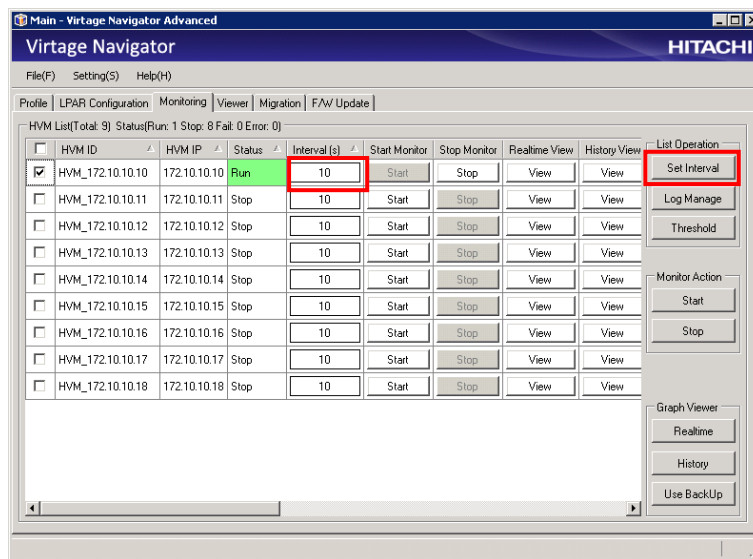 Main - Virtage Navigator Advanced
Virtage Navigator HITACHI
File(F) Setting(S) Help(H)
Profile LPAR Configuration Monitoring Viewer Migration F/W Update
HVM List(Total: 9) Status(Run: 1 Stop: 8 Fail: 0 Error: 0)
HVM ID HVM IP Status Interval (s) Start Monitor Stop Monitor Realtime View History View
HVM_172.10.10.10 172.10.10.10 Run 10 Start Stop View View
HVM_172.10.10.11 172.10.10.11 Stop 10 Start Stop View View
HVM_172.10.10.12 172.10.10.12 Stop 10 Start Stop View View
HVM_172.10.10.13 172.10.10.13 Stop 10 Start Stop View View
HVM_172.10.10.14 172.10.10.14 Stop 10 Start Stop View View
HVM_172.10.10.15 172.10.10.15 Stop 10 Start Stop View View
HVM_172.10.10.16 172.10.10.16 Stop 10 Start Stop View View
HVM_172.10.10.17 172.10.10.17 Stop 10 Start Stop View View
HVM_172.10.10.18 172.10.10.18 Stop 10 Start Stop View View
List Operation
Set Interval
Log Manage
Threshold
Monitor Action
Start
Stop
Graph Viewer
Realtime
History
Use BackUp